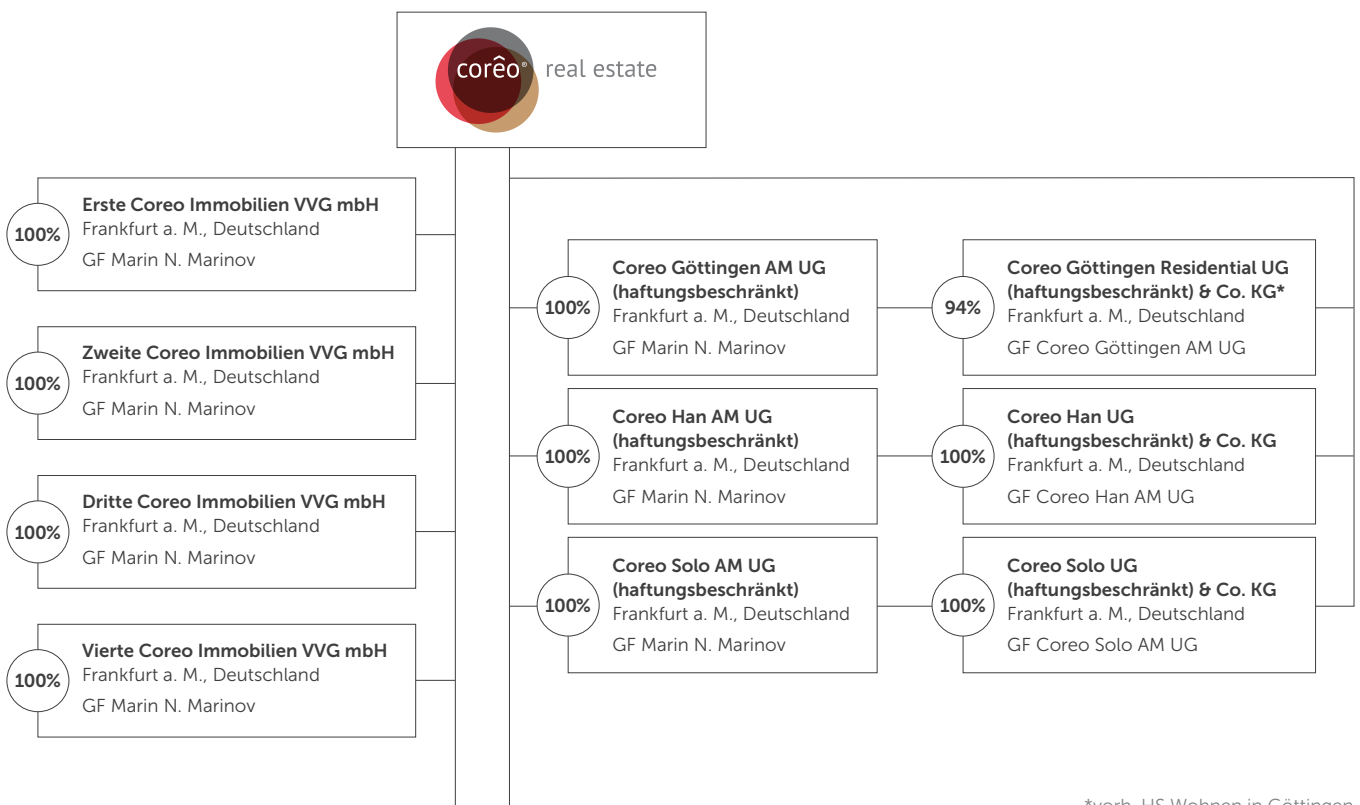 corêo® real estate
100%
Erste Coreo Immobilien VVG mbH
Frankfurt a. M., Deutschland
GF Marin N. Marinov
100%
Zweite Coreo Immobilien VVG mbH
Frankfurt a. M., Deutschland
GF Marin N. Marinov
100%
Dritte Coreo Immobilien VVG mbH
Frankfurt a. M., Deutschland
GF Marin N. Marinov
100%
Vierte Coreo Immobilien VVG mbH
Frankfurt a. M., Deutschland
GF Marin N. Marinov
100%
Coreo Göttingen AM UG
(haftungsbeschränkt)
Frankfurt a. M., Deutschland
GF Marin N. Marinov
94%
Coreo Göttingen Residential UG
(haftungsbeschränkt) & Co. KG*
Frankfurt a. M., Deutschland
GF Coreo Göttingen AM UG
100%
Coreo Han AM UG
(haftungsbeschränkt)
Frankfurt a. M., Deutschland
GF Marin N. Marinov
100%
Coreo Han UG
(haftungsbeschränkt) & Co. KG
Frankfurt a. M., Deutschland
GF Coreo Han AM UG
100%
Coreo Solo AM UG
(haftungsbeschränkt)
Frankfurt a. M., Deutschland
GF Marin N. Marinov
100%
Coreo Solo UG
(haftungsbeschränkt) & Co. KG
Frankfurt a. M., Deutschland
GF Coreo Solo AM UG
*vorh. HS Wohnen in Göttingen